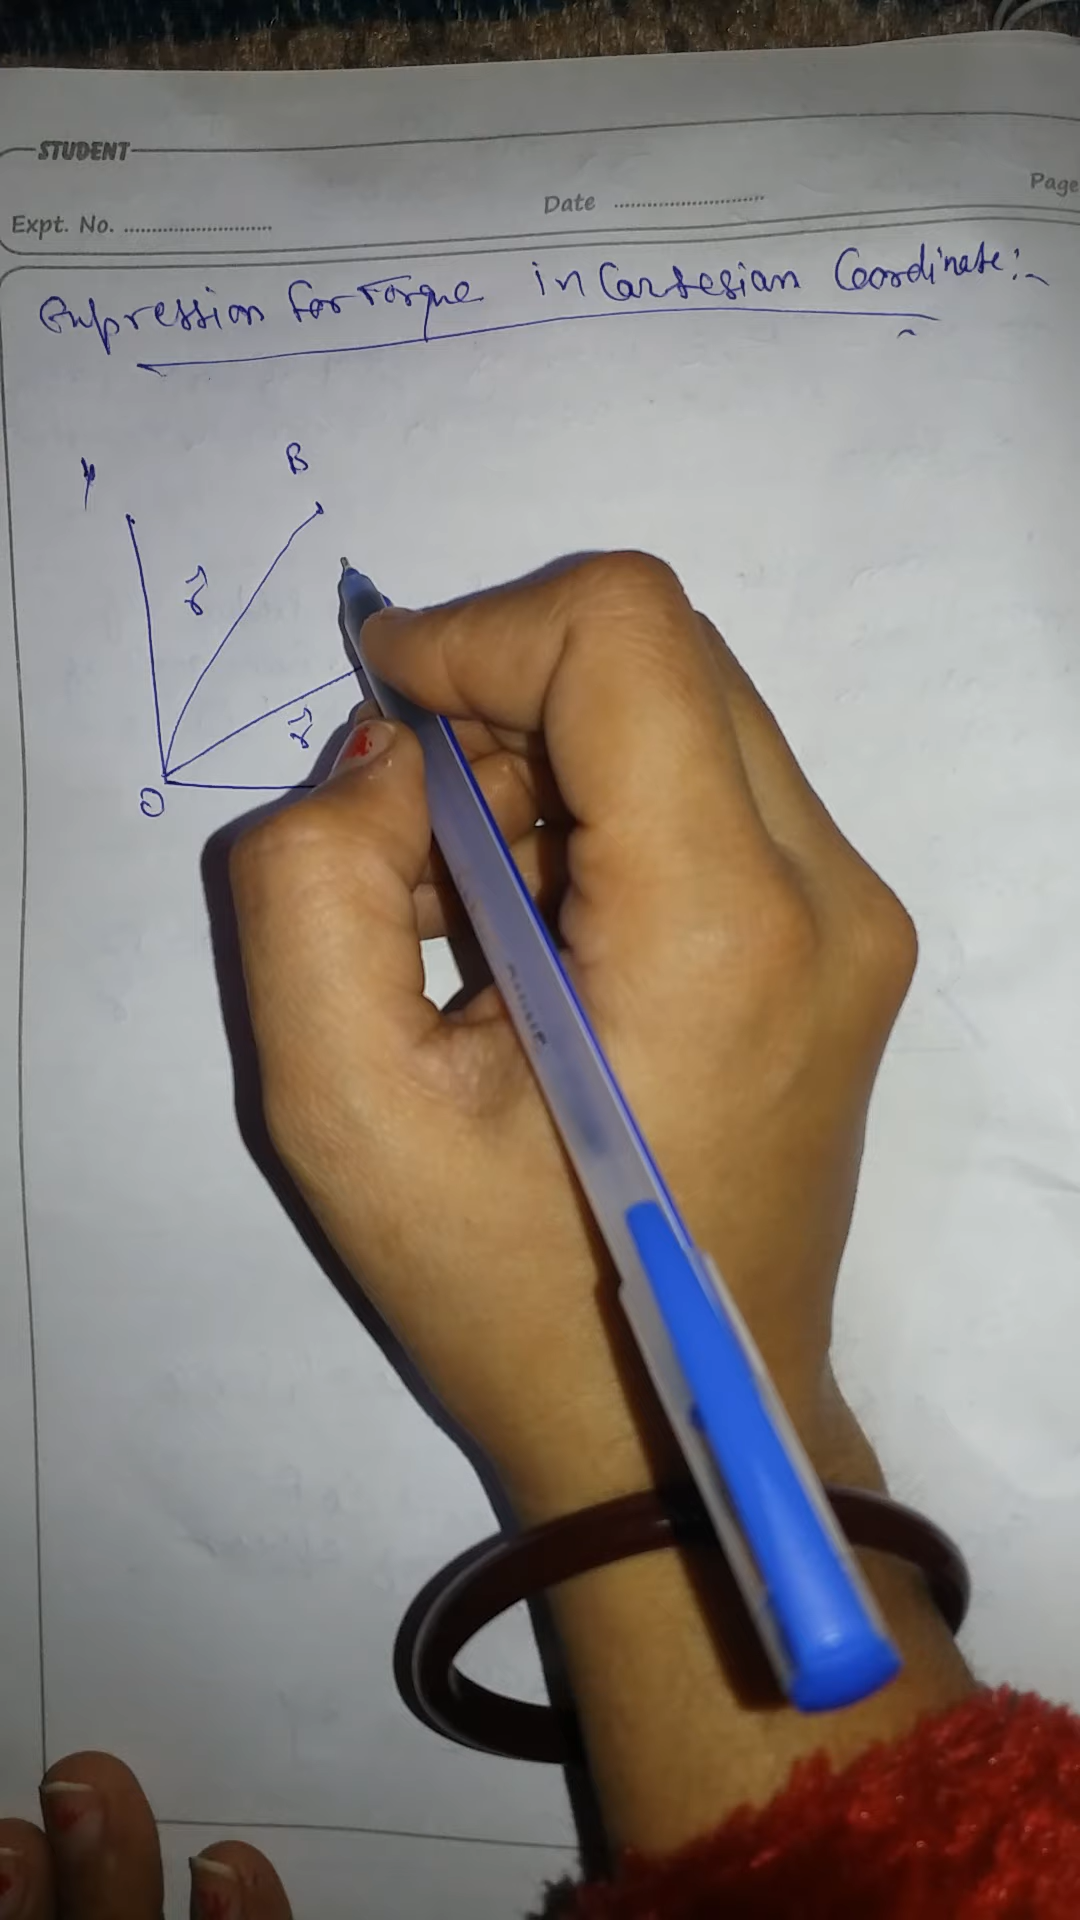 STUDENT
Expt. No. ........................... Date ........................... Page
Expression for Torque in Cartesian Coordinate:-
Y
B
r⃗
r⃗
O